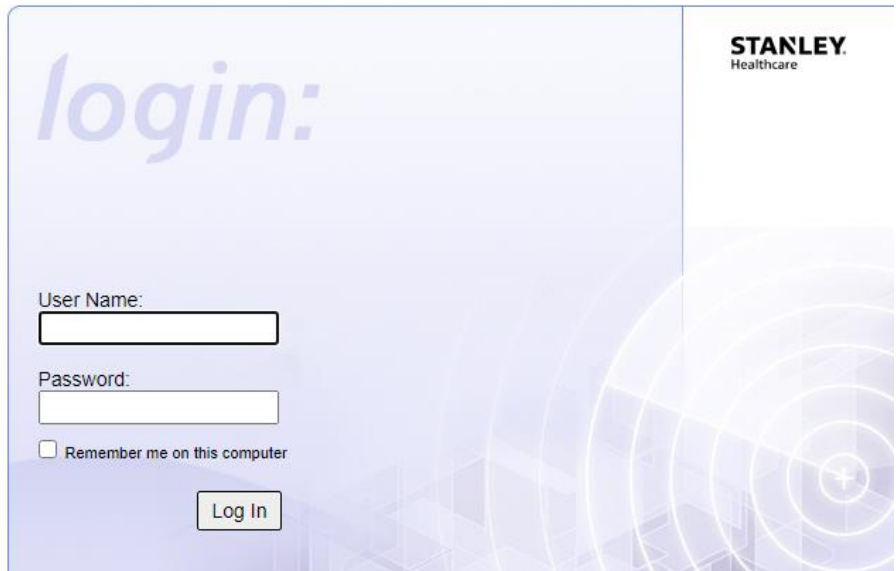 login:
STANLEY.
Healthcare
User Name:
Password:
Remember me on this computer
Log In